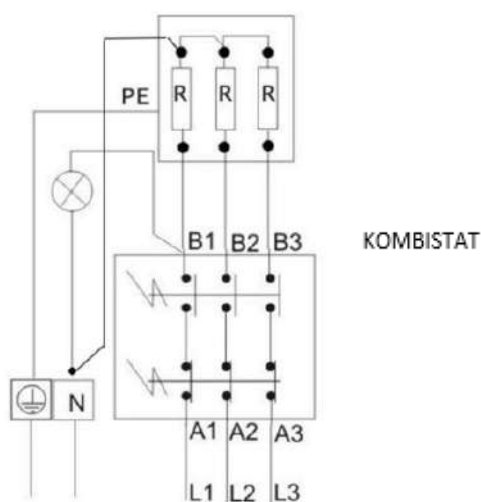 PE R R R
B1 B2 B3 KOMBISTAT
N
A1 A2 A3
L1 L2 L3